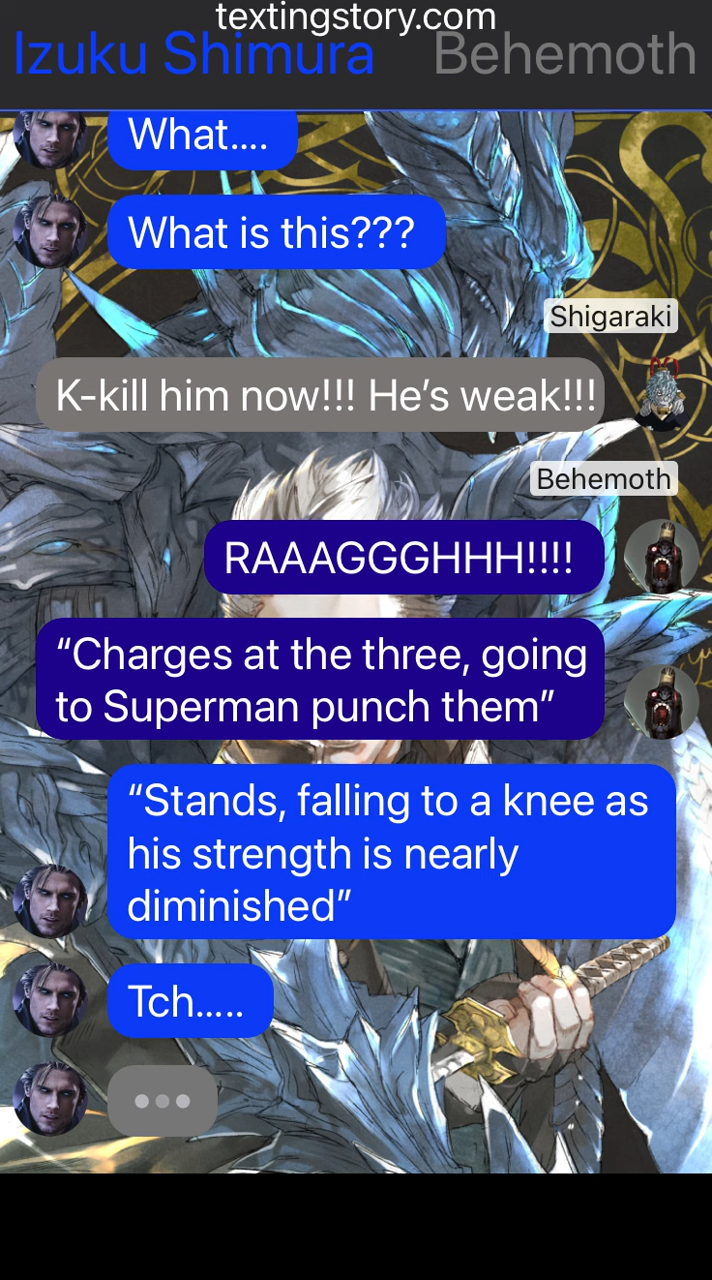 textingstory.com
Izuku Shimura Behemoth
What....
What is this???
Shigaraki
K-kill him now!!! He’s weak!!!
Behemoth
RAAAGGGHHH!!!!
“Charges at the three, going
to Superman punch them”
“Stands, falling to a knee as
his strength is nearly
diminished”
Tch.....